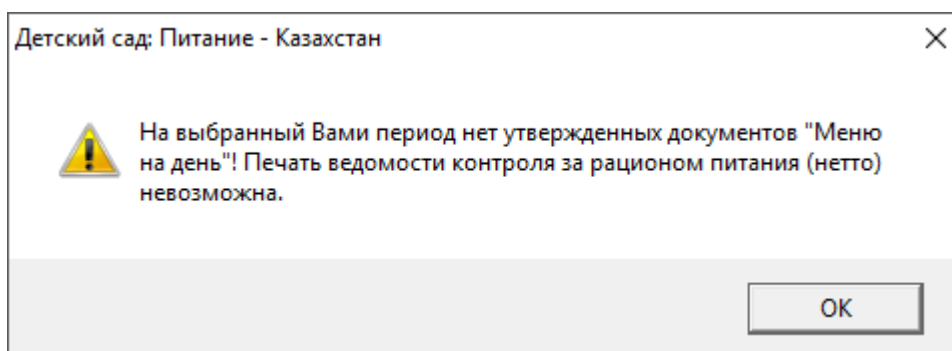 Детский сад: Питание - Казахстан
На выбранный Вами период нет утвержденных документов "Меню
на день"! Печать ведомости контроля за рационом питания (нетто)
невозможна.
ОК